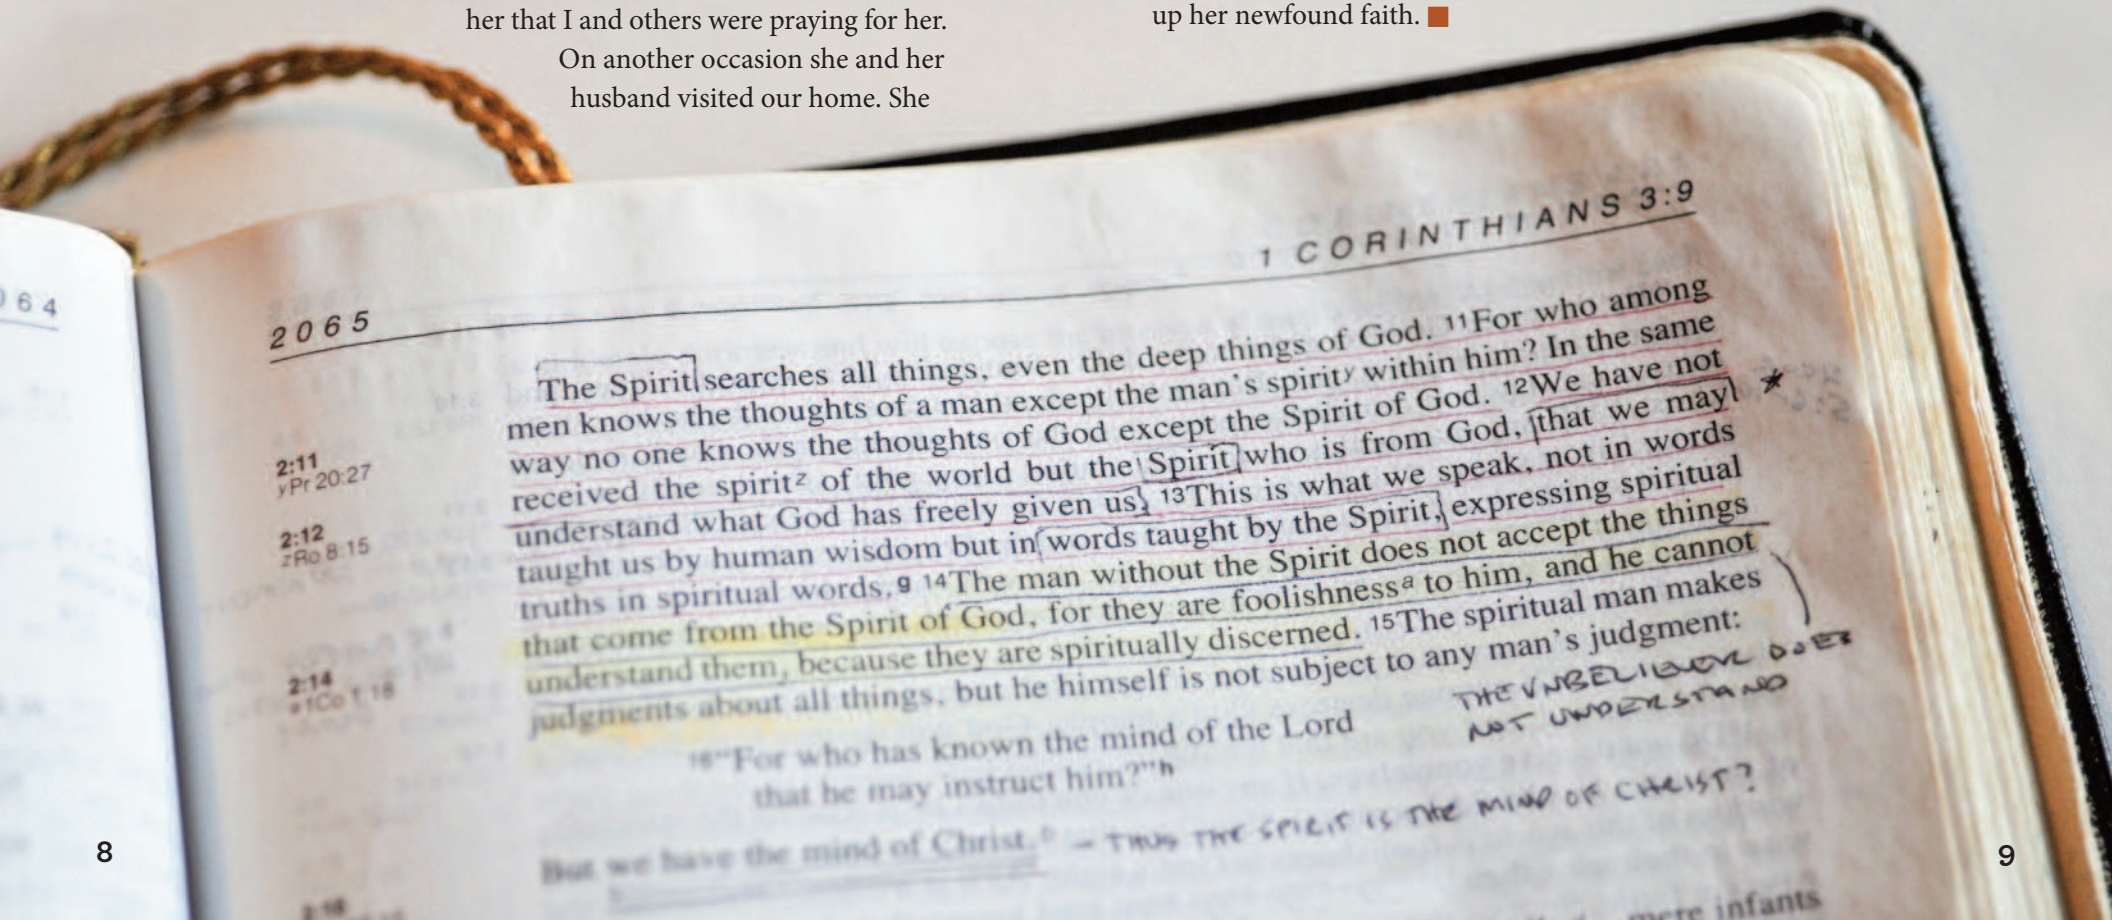 her that I and others were praying for her.
On another occasion she and her
husband visited our home. She
up her newfound faith.
064
2065
1 CORINTHIANS 3:9
The Spirit searches all things, even the deep things of God. 11For who among
men knows the thoughts of a man except the man's spirity within him? In the same
way no one knows the thoughts of God except the Spirit of God. 12We have not
received the spiritz of the world but the Spirit who is from God, that we may
understand what God has freely given us. 13This is what we speak, not in words
taught us by human wisdom but in words taught by the Spirit, expressing spiritual
truths in spiritual words.g 14The man without the Spirit does not accept the things
that come from the Spirit of God, for they are foolishnessa to him, and he cannot
understand them, because they are spiritually discerned. 15The spiritual man makes
judgments about all things, but he himself is not subject to any man's judgment:
16"For who has known the mind of the Lord
that he may instruct him?"h
But we have the mind of Christ.b
2:11
yPr 20:27
2:12
zRo 8:15
2:14
a1Co 1:18
2:16
THE UNBELIEVER DOES
NOT UNDERSTAND
– THUS THE SPIRIT IS THE MIND OF CHRIST?
mere infants
8
9